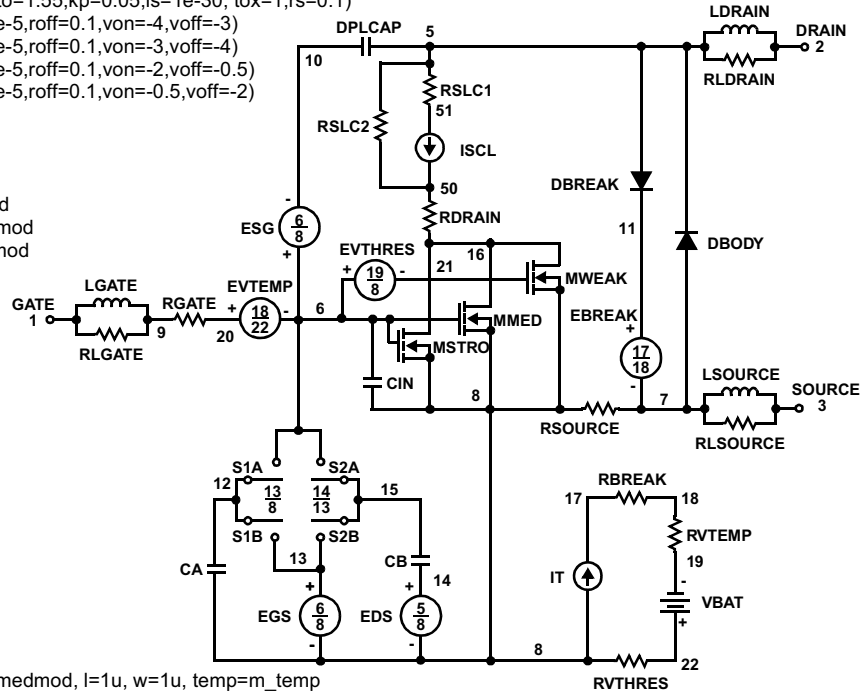 to=1.55,kp=0.05,is=1e-30, tox=1,rs=0.1)
e-5,roff=0.1,von=-4,voff=-3)
e-5,roff=0.1,von=-3,voff=-4)
e-5,roff=0.1,von=-2,voff=-0.5)
e-5,roff=0.1,von=-0.5,voff=-2)
d
mod
mod
DPLCAP
5
10
LDRAIN
DRAIN
2
RLDRAIN
RSLC1
51
RSLC2
ISCL
50
RDRAIN
DBREAK
11
DBODY
-
ESG
6
8
+
EVTHRES
+
19
8
-
21
16
MWEAK
LGATE
GATE
1
RLGATE
9
RGATE
20
EVTEMP
+
18
22
-
6
MMED
MSTRO
EBREAK
+
17
18
-
CIN
8
RSOURCE
7
LSOURCE
SOURCE
3
RLSOURCE
S1A
S2A
12
13
8
14
13
15
S1B
S2B
13
CA
CB
14
+
EGS
6
8
-
+
EDS
5
8
-
RBREAK
17
18
RVTEMP
19
IT
-
VBAT
+
8
22
RVTHRES
medmod, l=1u, w=1u, temp=m_temp